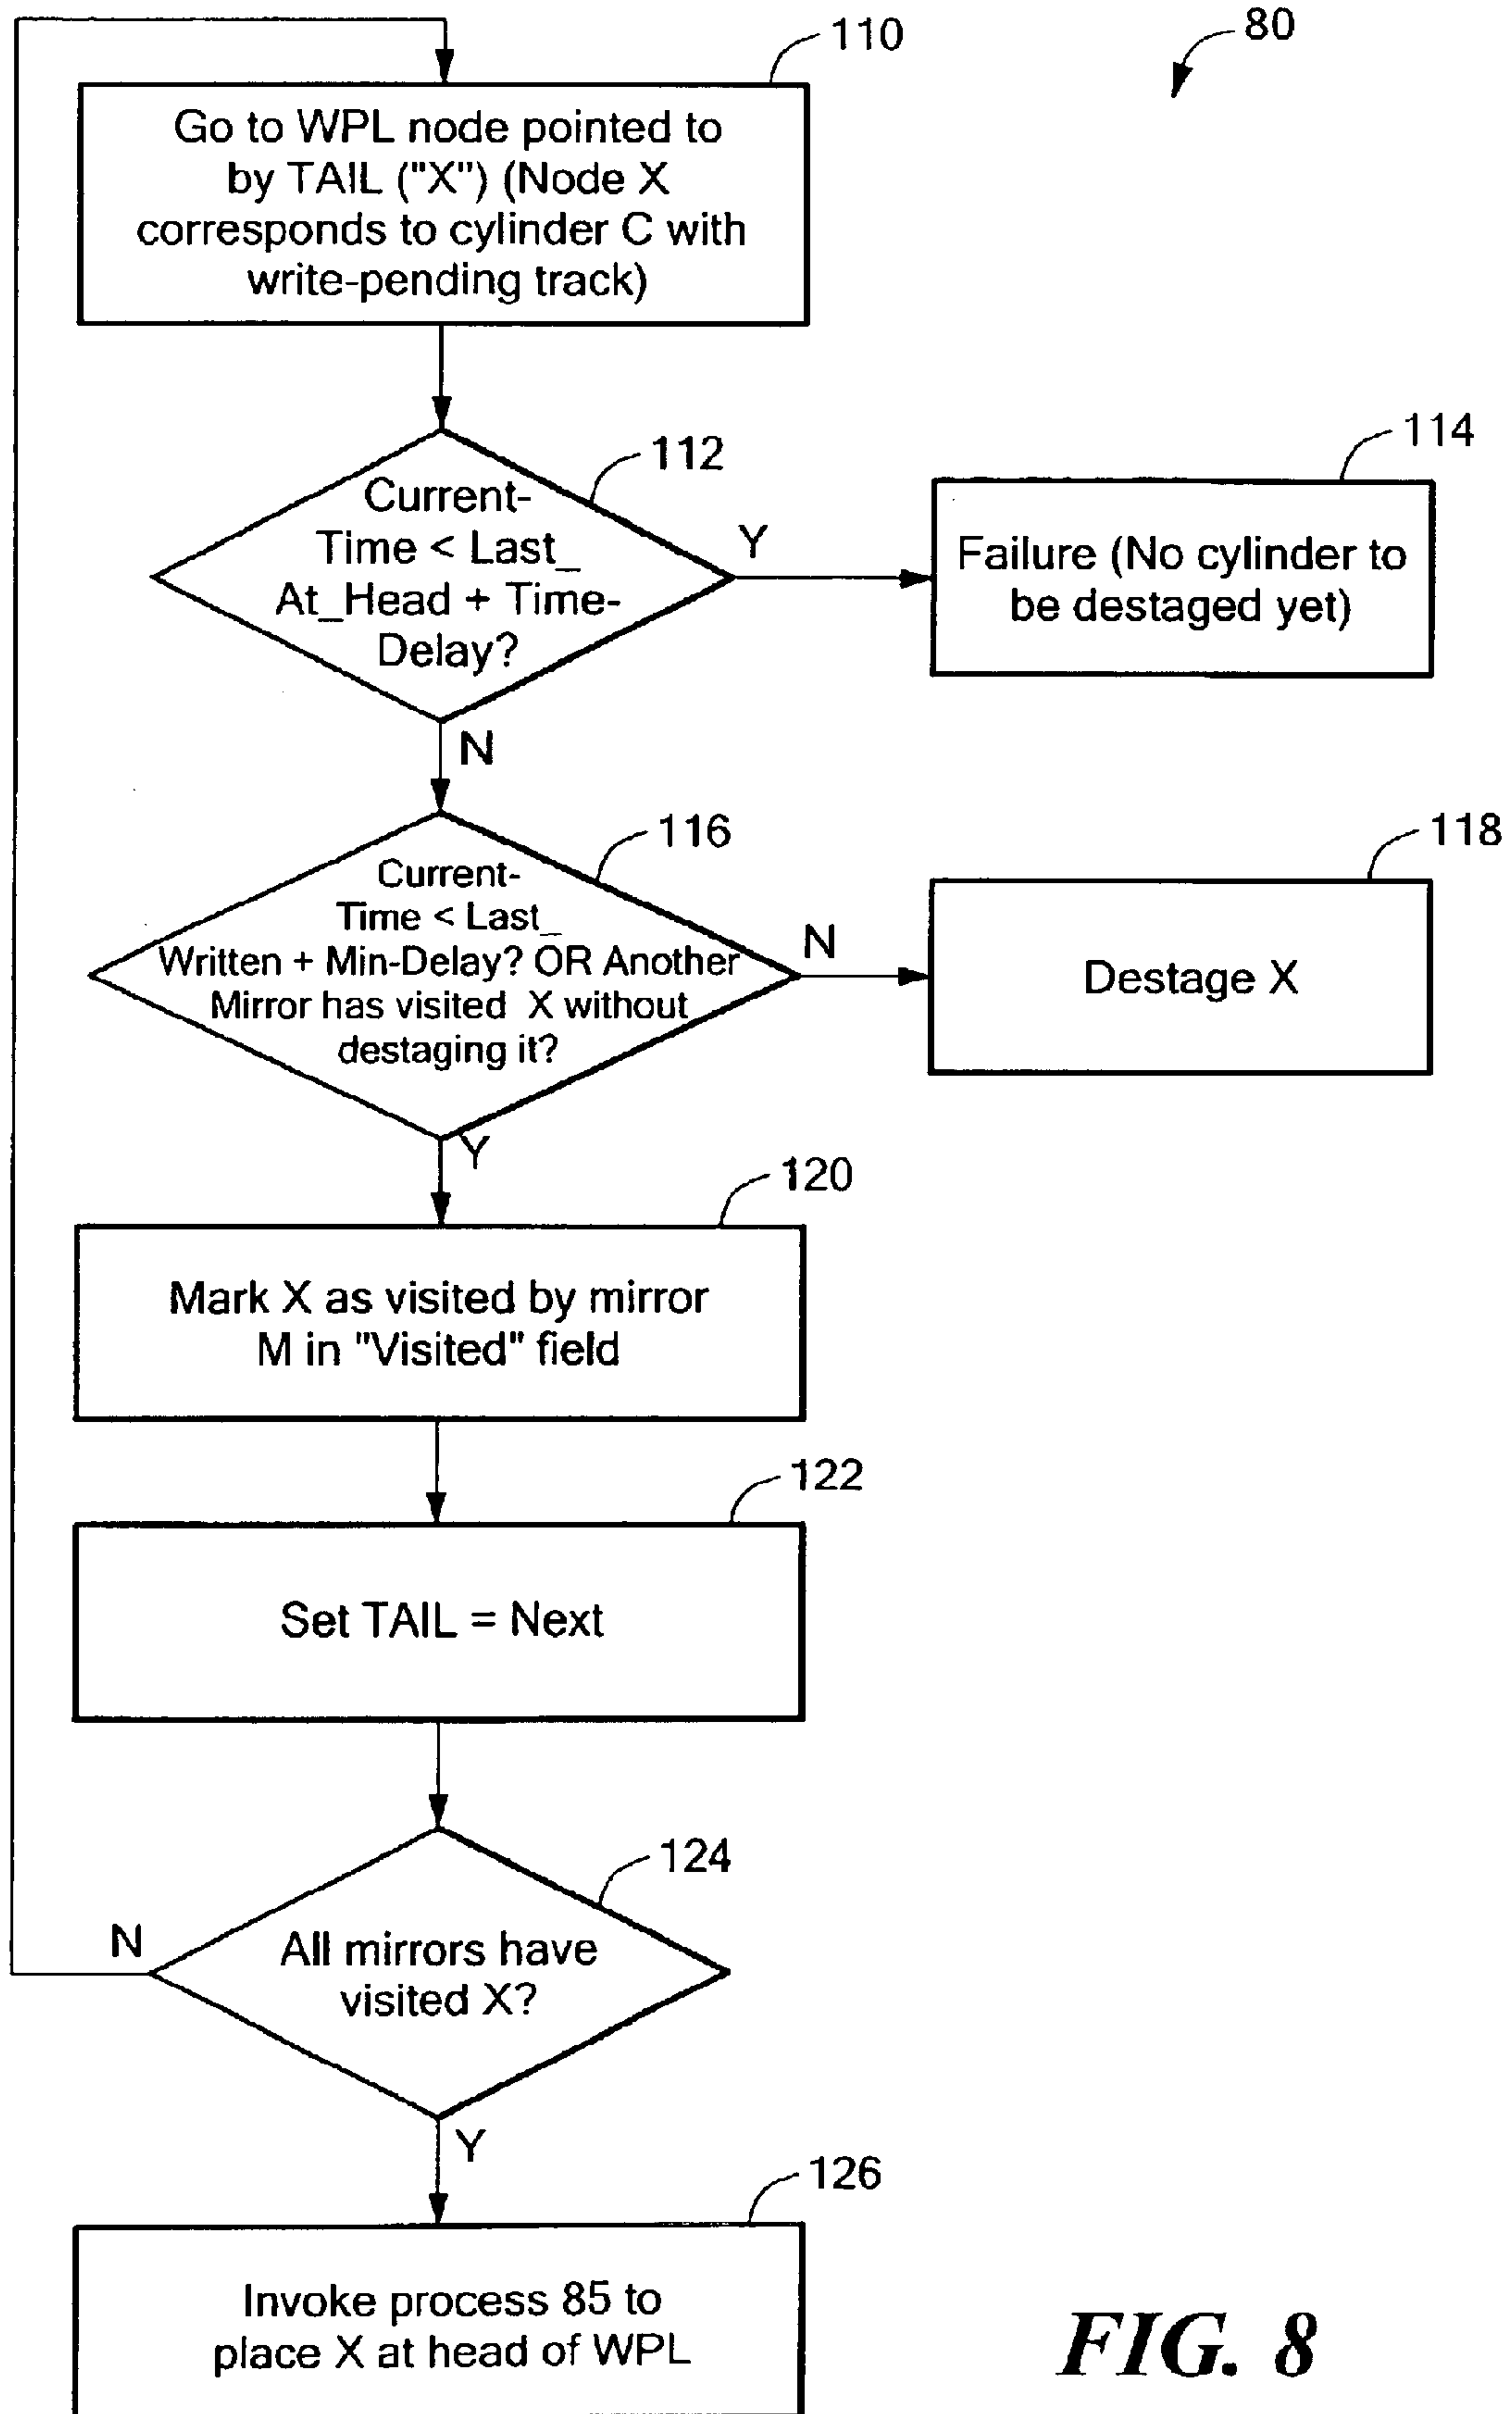 110
80
Go to WPL node pointed to
by TAIL ("X") (Node X
corresponds to cylinder C with
write-pending track)
112
Current-
Time < Last_
At_Head + Time-
Delay?
Y
114
Failure (No cylinder to
be destaged yet)
N
116
Current-
Time < Last_
Written + Min-Delay? OR Another
Mirror has visited X without
destaging it?
N
118
Destage X
Y
120
Mark X as visited by mirror
M in "Visited" field
122
Set TAIL = Next
124
All mirrors have
visited X?
N
Y
126
Invoke process 85 to
place X at head of WPL
FIG. 8